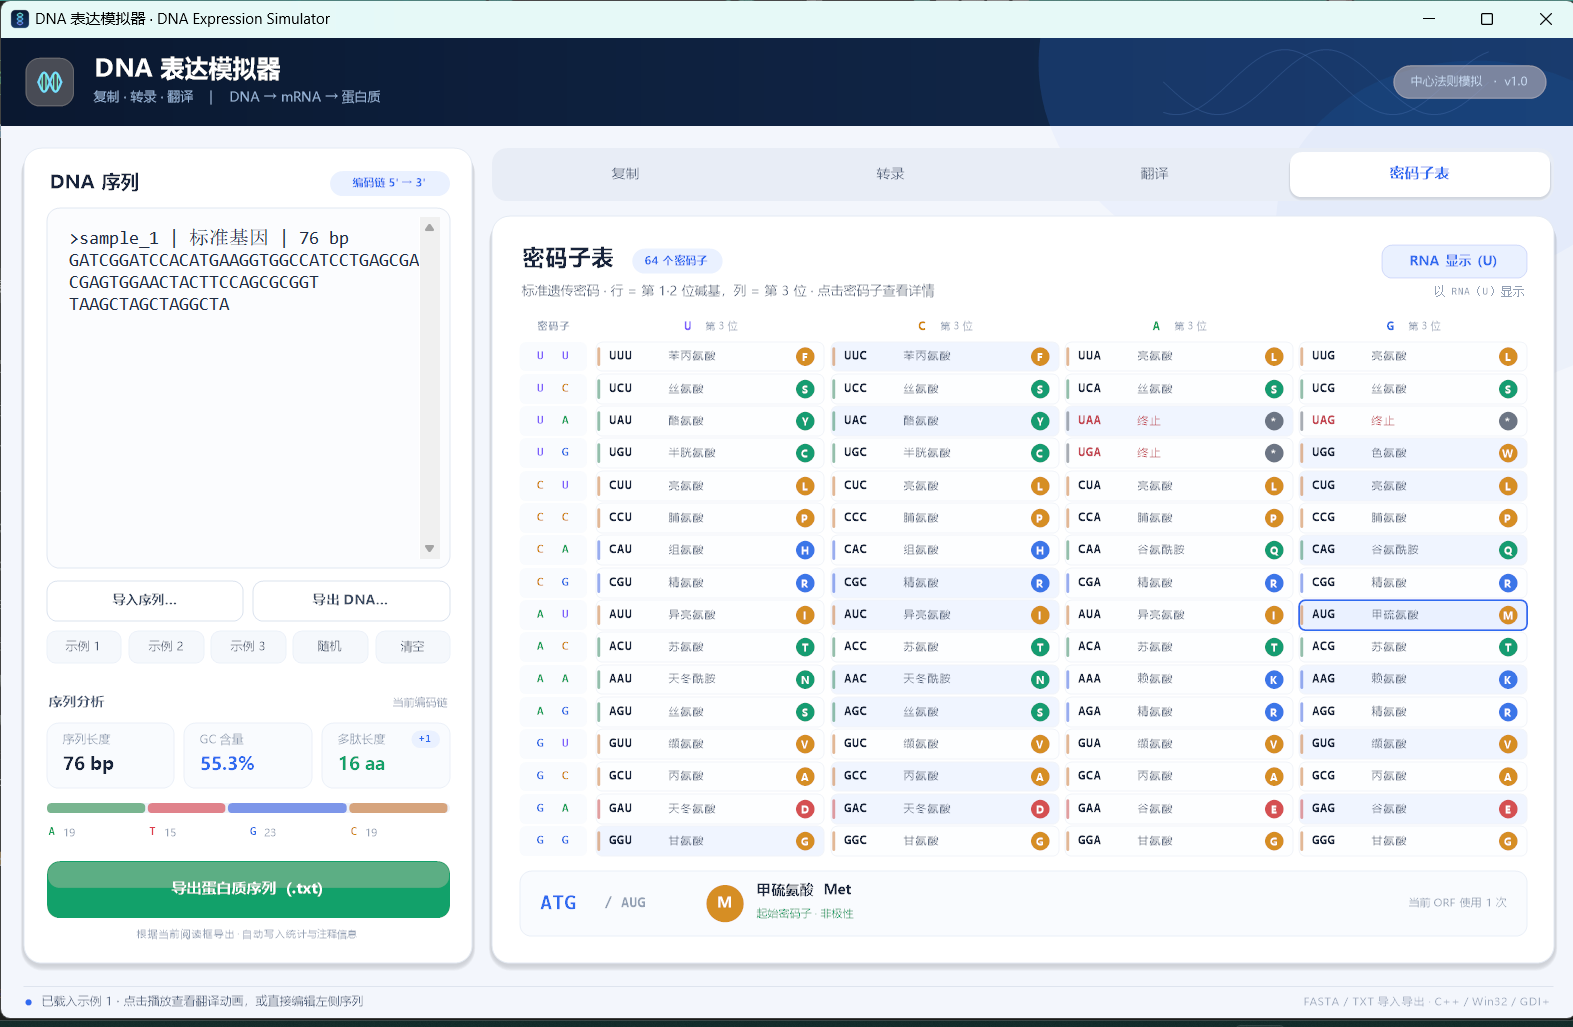 DNA 表达模拟器 · DNA Expression Simulator
DNA 表达模拟器
复制 · 转录 · 翻译 | DNA → mRNA → 蛋白质
中心法则模拟 · v1.0
DNA 序列
编码链 5' → 3'
>sample_1 | 标准基因 | 76 bp
GATCGGATCCACATGAAGGTGGCCATCCTGAGCGA
CGAGTGGAACTACTTCCAGCGCGGT
TAAGCTAGCTAGGCTA
导入序列...
导出 DNA...
示例 1
示例 2
示例 3
随机
清空
序列分析
当前编码链
序列长度
76 bp
GC 含量
55.3%
多肽长度 +1
16 aa
A 19
T 15
G 23
C 19
导出蛋白质序列 (.txt)
根据当前阅读框导出 · 自动写入统计与注释信息
复制
转录
翻译
密码子表
密码子表
64 个密码子
RNA 显示 (U)
标准遗传密码 · 行 = 第 1·2 位碱基，列 = 第 3 位 · 点击密码子查看详情
以 RNA (U) 显示
密码子 U 第 3 位 C 第 3 位 A 第 3 位 G 第 3 位
U U UUU 苯丙氨酸 F UUC 苯丙氨酸 F UUA 亮氨酸 L UUG 亮氨酸 L
U C UCU 丝氨酸 S UCC 丝氨酸 S UCA 丝氨酸 S UCG 丝氨酸 S
U A UAU 酪氨酸 Y UAC 酪氨酸 Y UAA 终止 * UAG 终止 *
U G UGU 半胱氨酸 C UGC 半胱氨酸 C UGA 终止 * UGG 色氨酸 W
C U CUU 亮氨酸 L CUC 亮氨酸 L CUA 亮氨酸 L CUG 亮氨酸 L
C C CCU 脯氨酸 P CCC 脯氨酸 P CCA 脯氨酸 P CCG 脯氨酸 P
C A CAU 组氨酸 H CAC 组氨酸 H CAA 谷氨酰胺 Q CAG 谷氨酰胺 Q
C G CGU 精氨酸 R CGC 精氨酸 R CGA 精氨酸 R CGG 精氨酸 R
A U AUU 异亮氨酸 I AUC 异亮氨酸 I AUA 异亮氨酸 I AUG 甲硫氨酸 M
A C ACU 苏氨酸 T ACC 苏氨酸 T ACA 苏氨酸 T ACG 苏氨酸 T
A A AAU 天冬酰胺 N AAC 天冬酰胺 N AAA 赖氨酸 K AAG 赖氨酸 K
A G AGU 丝氨酸 S AGC 丝氨酸 S AGA 精氨酸 R AGG 精氨酸 R
G U GUU 缬氨酸 V GUC 缬氨酸 V GUA 缬氨酸 V GUG 缬氨酸 V
G C GCU 丙氨酸 A GCC 丙氨酸 A GCA 丙氨酸 A GCG 丙氨酸 A
G A GAU 天冬氨酸 D GAC 天冬氨酸 D GAA 谷氨酸 E GAG 谷氨酸 E
G G GGU 甘氨酸 G GGC 甘氨酸 G GGA 甘氨酸 G GGG 甘氨酸 G
ATG / AUG
M
甲硫氨酸 Met
起始密码子 · 非极性
当前 ORF 使用 1 次
已载入示例 1 · 点击播放查看翻译动画，或直接编辑左侧序列
FASTA / TXT 导入导出 · C++ / Win32 / GDI+